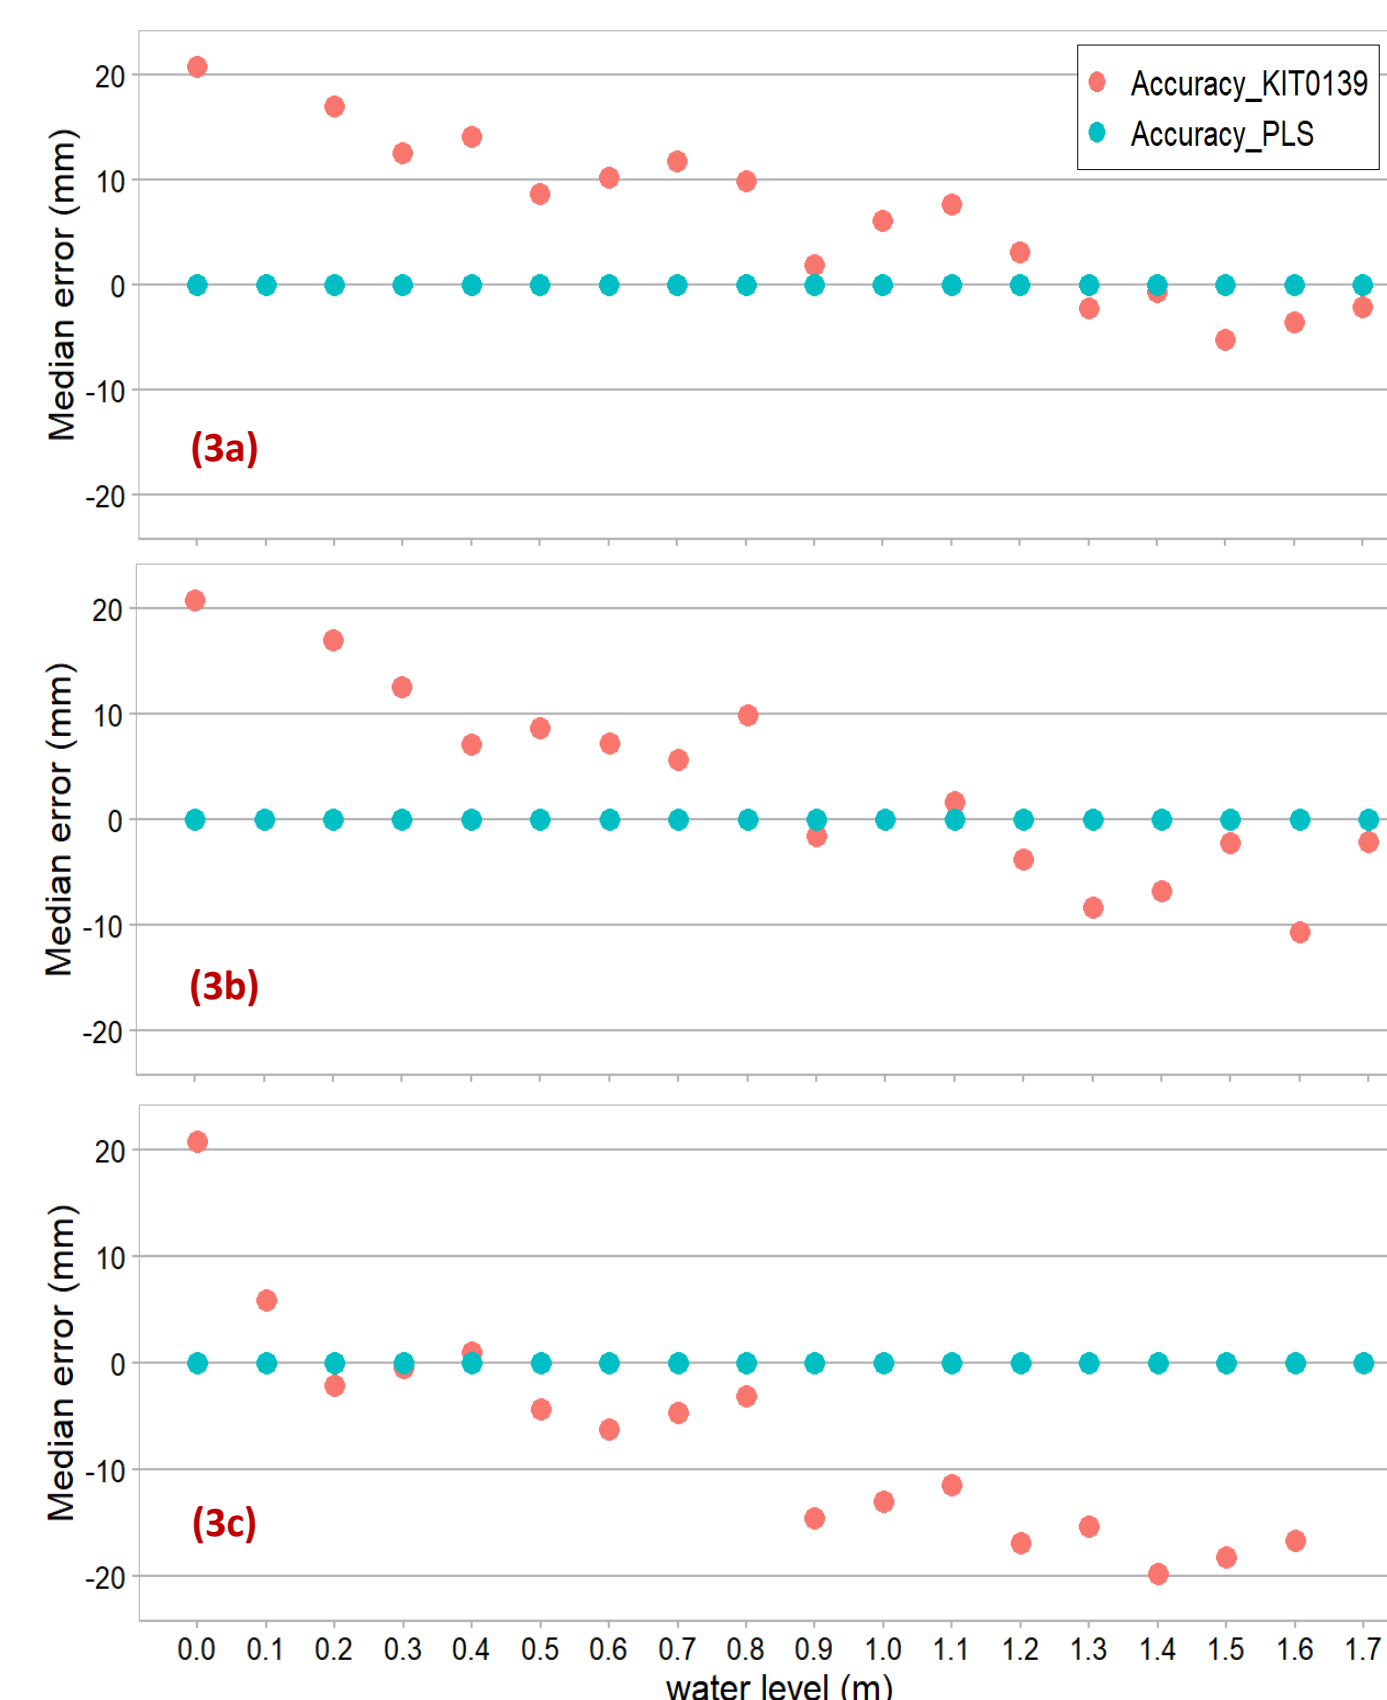 20
10
0
-10
-20
Median error (mm)
Accuracy_KIT0139
Accuracy_PLS
(3a)
20
10
0
-10
-20
Median error (mm)
(3b)
20
10
0
-10
-20
Median error (mm)
(3c)
0.0 0.1 0.2 0.3 0.4 0.5 0.6 0.7 0.8 0.9 1.0 1.1 1.2 1.3 1.4 1.5 1.6 1.7
water level (m)